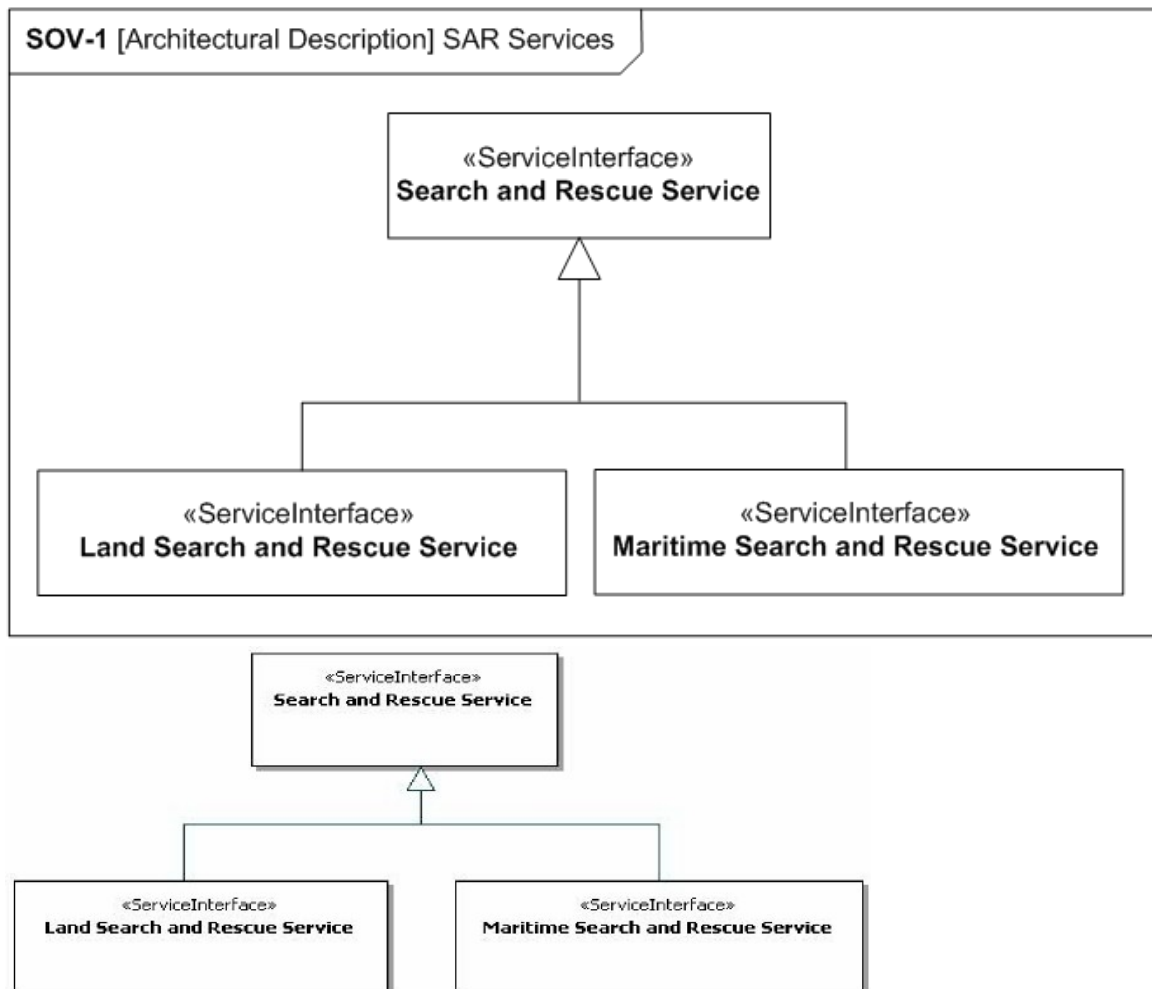 SOV-1 [Architectural Description] SAR Services
«ServiceInterface»
Search and Rescue Service
«ServiceInterface»
Land Search and Rescue Service
«ServiceInterface»
Maritime Search and Rescue Service
«ServiceInterface»
Search and Rescue Service
«ServiceInterface»
Land Search and Rescue Service
«ServiceInterface»
Maritime Search and Rescue Service